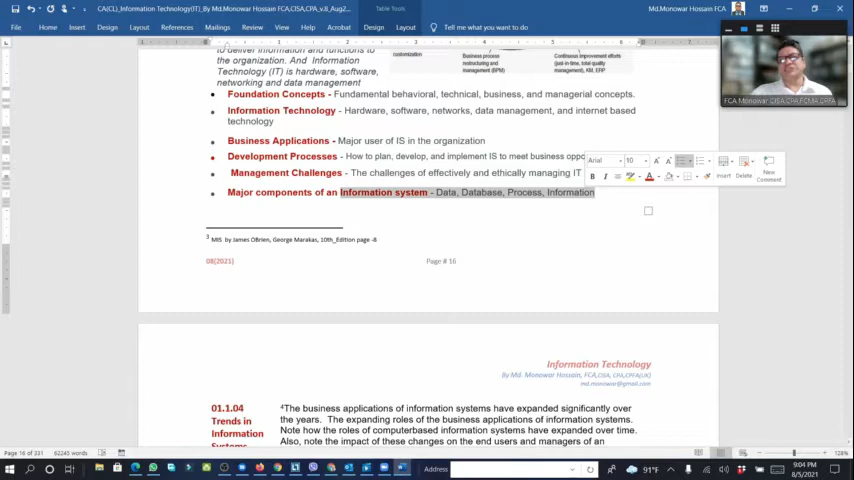 CA(CL)_Information Technology(IT)_By Md.Monowar Hossain FCA,CISA,CPA_v.8_Aug2...
Table Tools
Md.Monowar Hossain FCA
File Home Insert Design Layout References Mailings Review View Help Acrobat Design Layout Tell me what you want to do
to deliver information and functions to
the organization. And Information
Technology (IT) is hardware, software,
networking and data management
customization
Business process
restructuring and
management (BPM)
Continuous improvement efforts
(just-in-time, total quality
management), KM, ERP
FCA Monowar CISA,CPA,FCMA,CPFA
• Foundation Concepts - Fundamental behavioral, technical, business, and managerial concepts.
• Information Technology - Hardware, software, networks, data management, and internet based
technology
• Business Applications - Major user of IS in the organization
• Development Processes - How to plan, develop, and implement IS to meet business oppo
• Management Challenges - The challenges of effectively and ethically managing IT
• Major components of an Information system - Data, Database, Process, Information
Arial 10
B I
Insert Delete New
Comment
3 MIS. by James OBrien, George Marakas, 10th_Edition page -8
08(2021) Page # 16
Information Technology
By Md. Monowar Hossain, FCA,CISA, CPA,CPFA(UK)
md.monowar@gmail.com
01.1.04
Trends in
Information
Systems
4The business applications of information systems have expanded significantly over
the years. The expanding roles of the business applications of information systems.
Note how the roles of computerbased information systems have expanded over time.
Also, note the impact of these changes on the end users and managers of an
Page 16 of 331 62245 words 128%
Address
91°F
9:04 PM
8/5/2021